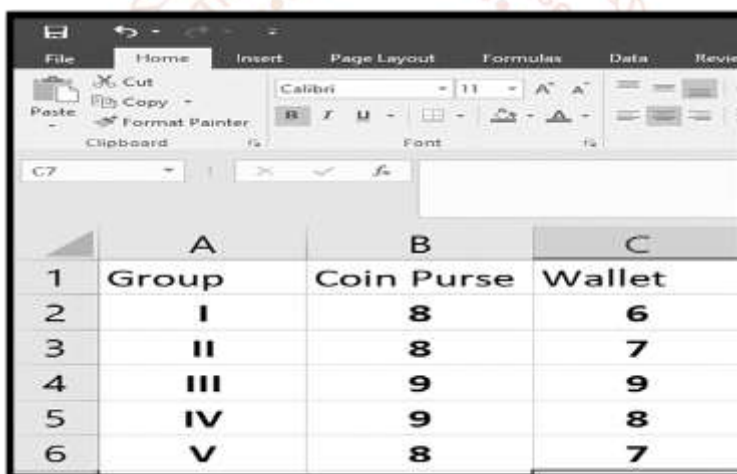 File Home Insert Page Layout Formulas Data Revie
Cut
Calibri 11 A A
Paste
Copy
Format Painter
B I U A
Clipboard Font
C7 fx
A B C
1 Group Coin Purse Wallet
2 I 8 6
3 II 8 7
4 III 9 9
5 IV 9 8
6 V 8 7